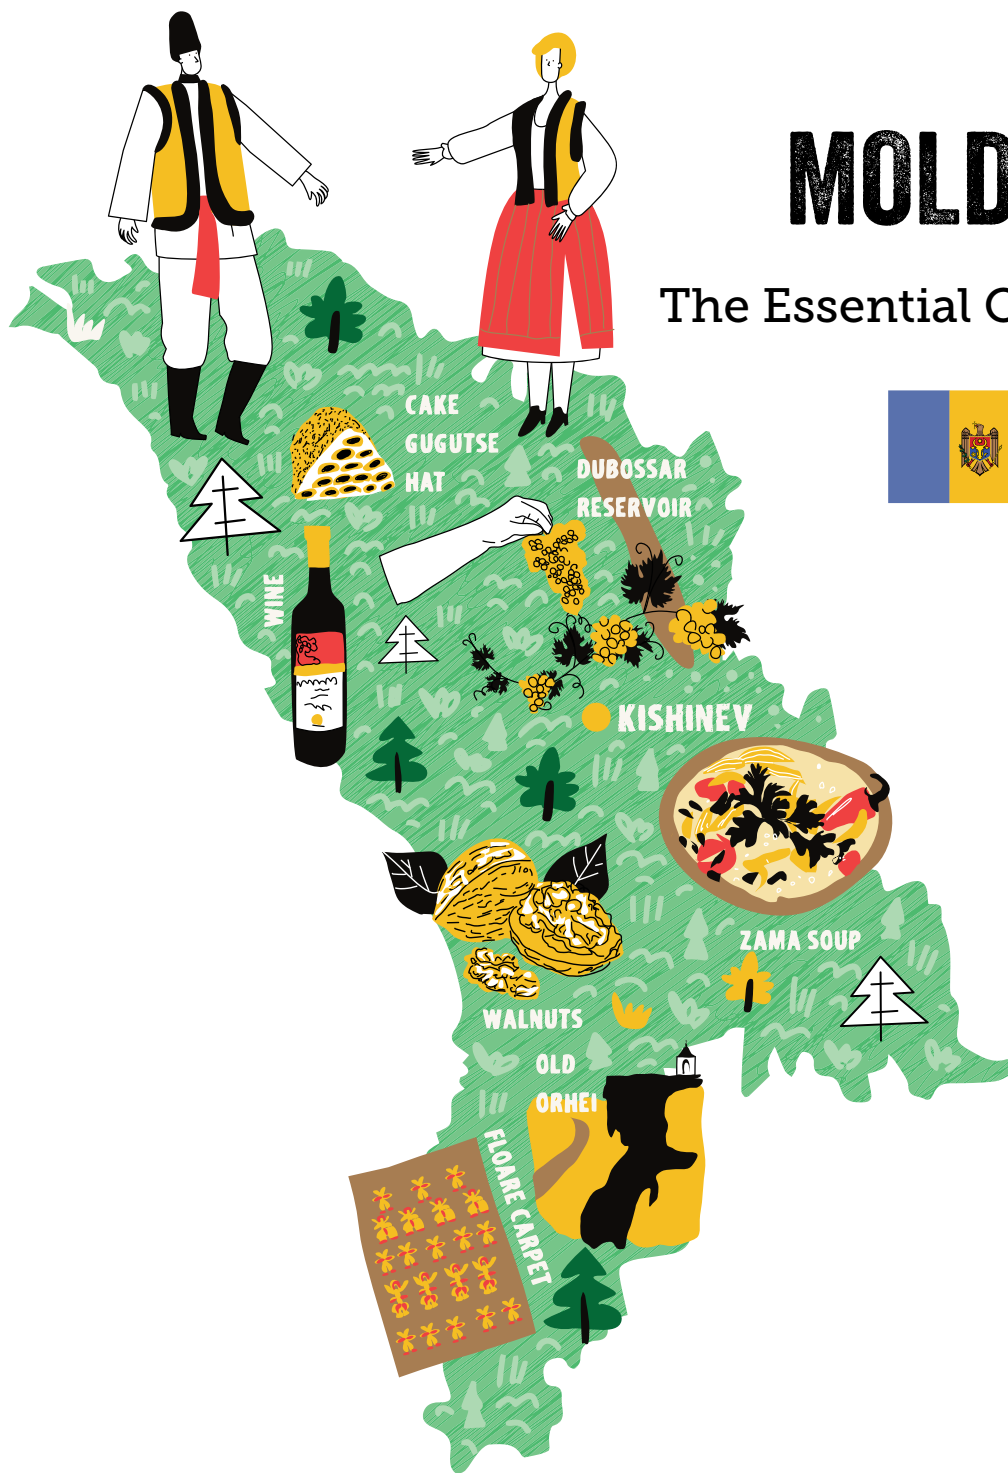 MOLD
The Essential C
CAKE
GUGUTSE
HAT
DUBOSSAR
RESERVOIR
WINE
KISHINEV
ZAMA SOUP
WALNUTS
OLD
ORHEI
FLOARE CARPET